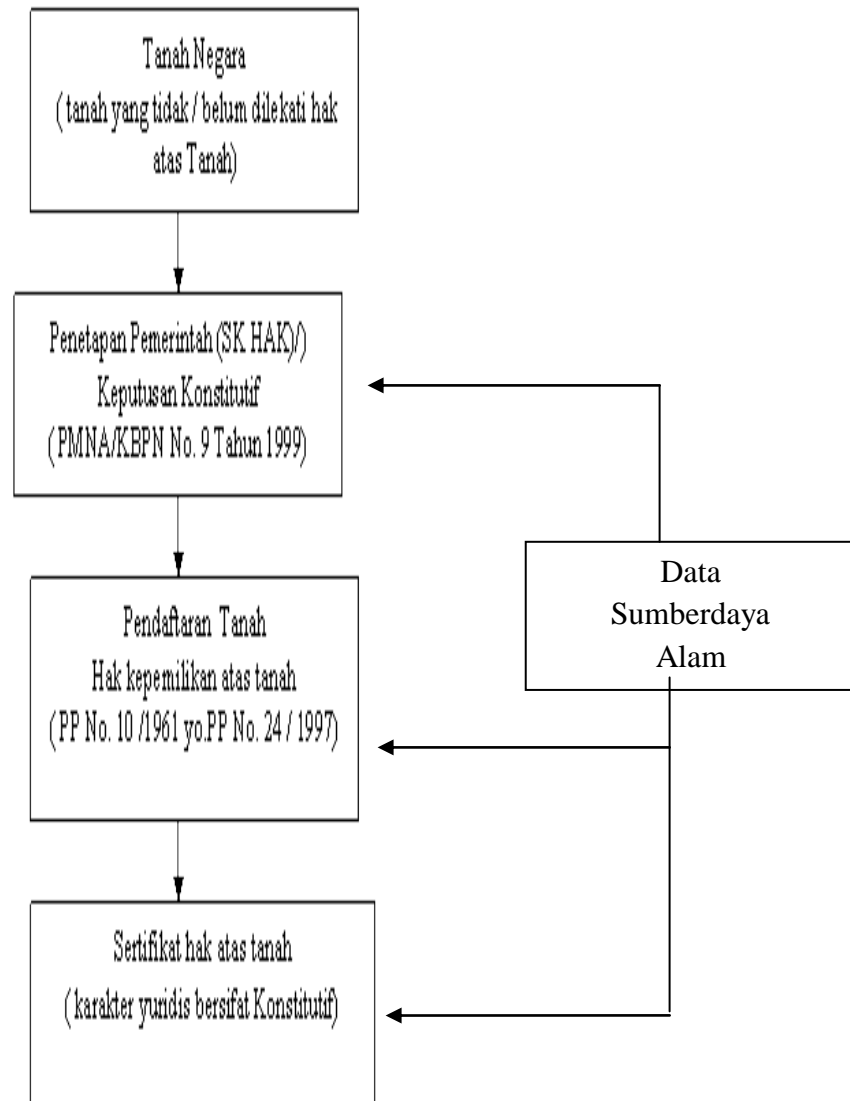 Tanah Negara
( tanah yang tidak / belum dilekati hak
atas Tanah)
Penetapan Pemerintah (SK HAK)/)
Keputusan Konstitutif
( PMNA/KBPN No. 9 Tahun 1999)
Pendaftaran Tanah
Hak kepemilikan atas tanah
( PP No. 10 /1961 yo.PP No. 24 / 1997)
Data
Sumberdaya
Alam
Sertifikat hak atas tanah
( karakter yuridis bersifat Konstitutif)